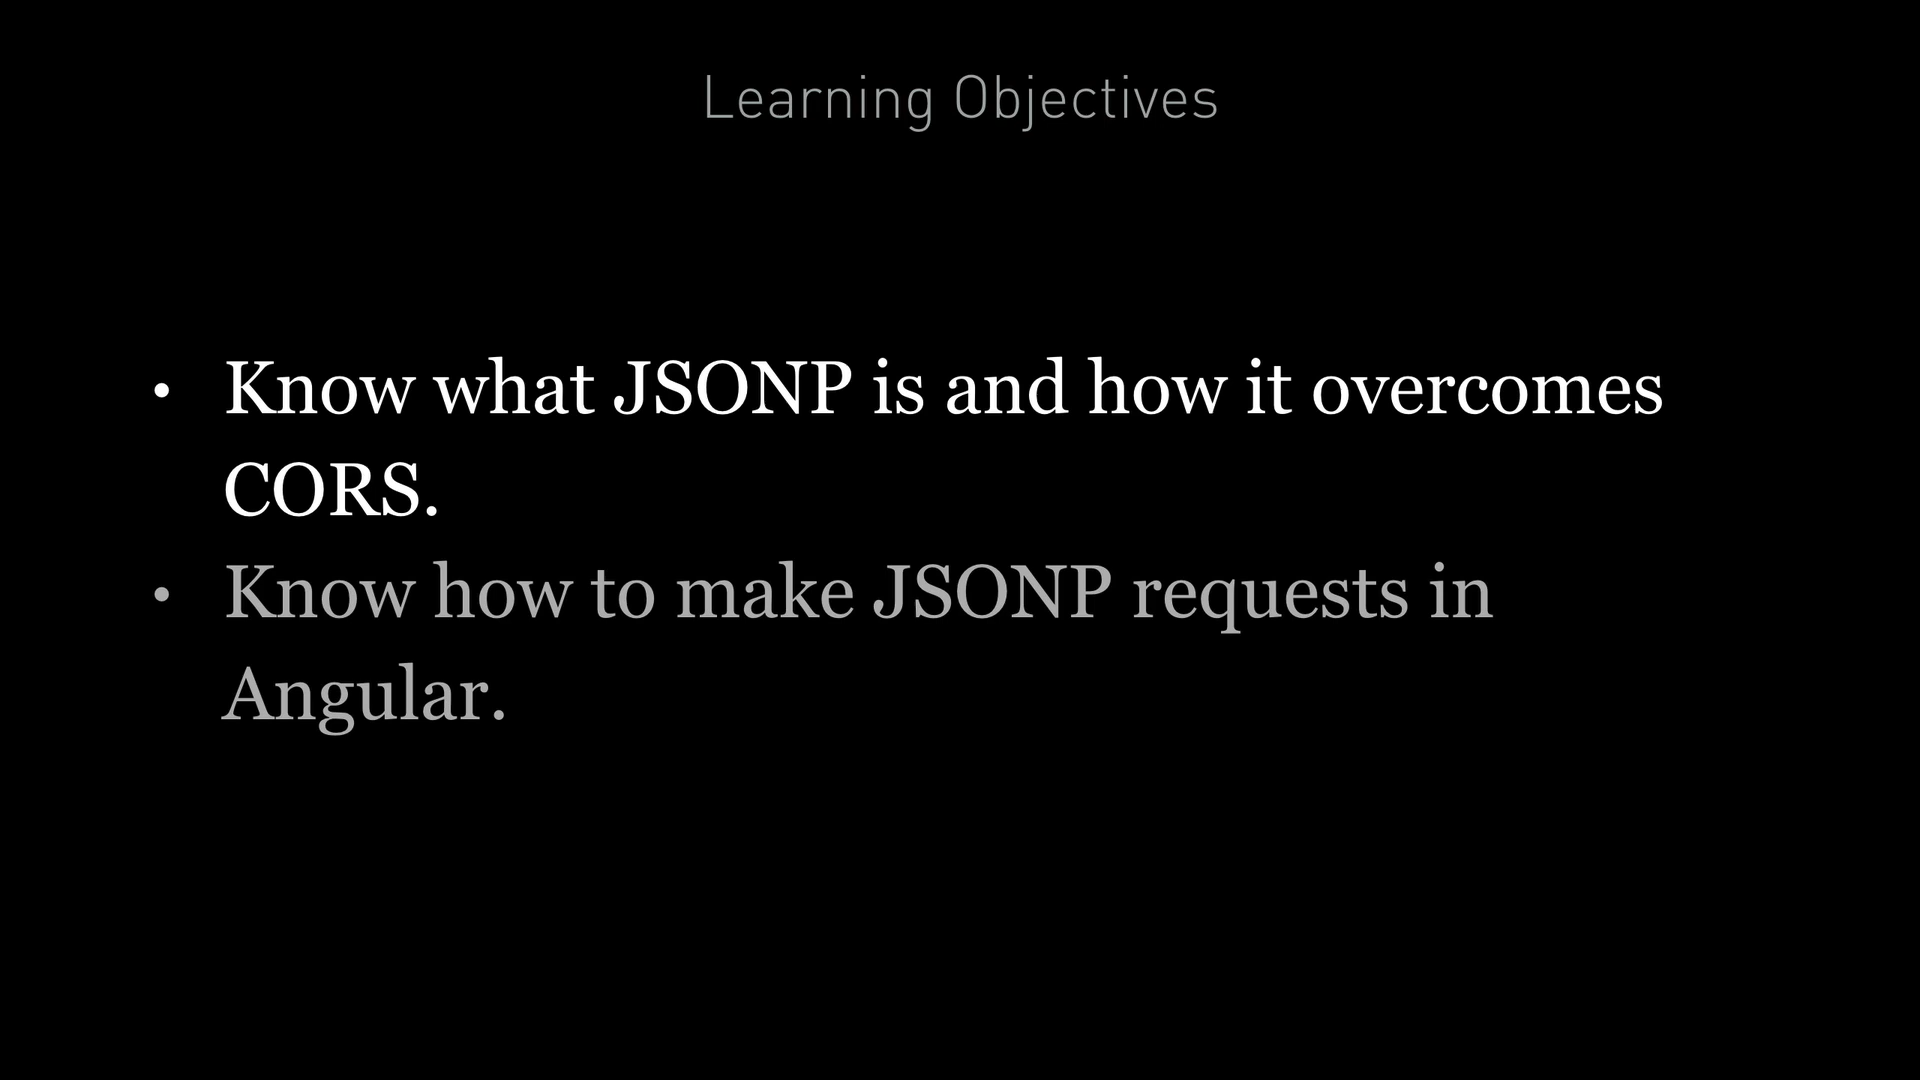 Learning Objectives
• Know what JSONP is and how it overcomes
CORS.
• Know how to make JSONP requests in
Angular.